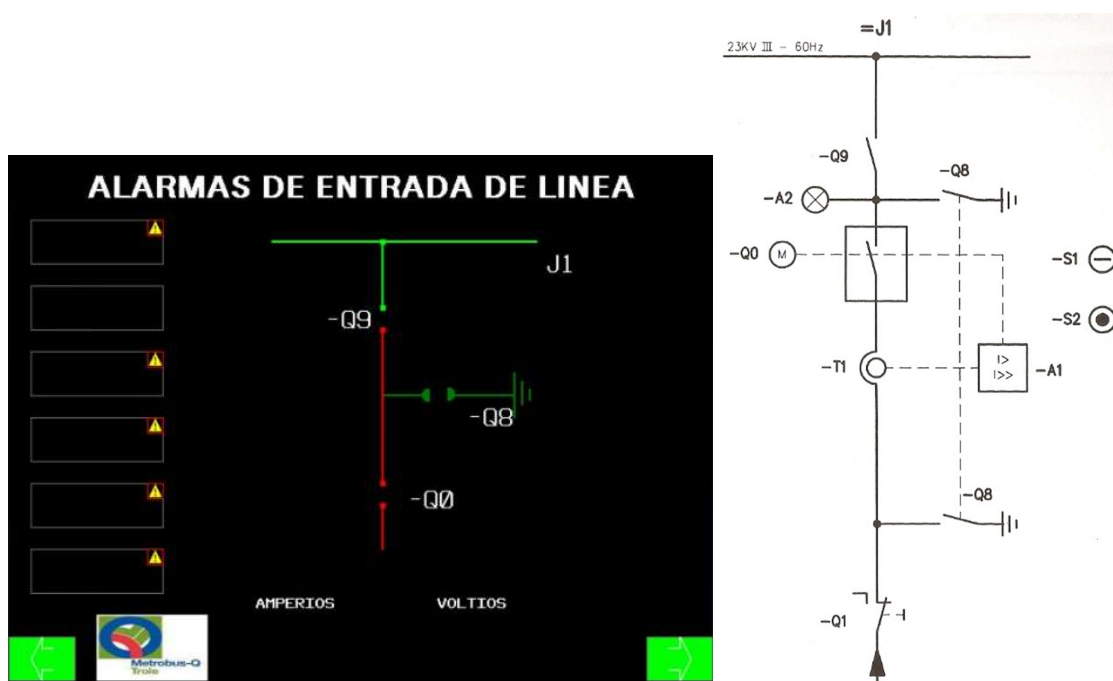 ALARMAS DE ENTRADA DE LINEA
J1
-Q9
-Q8
-Q0
AMPERIOS VOLTIOS
Metrobus-Q
Trole
=J1
23KV III - 60Hz
-Q9
-Q8
-A2
-Q0 M
-S1
-S2
-T1
I>
I>>
-A1
-Q8
-Q1